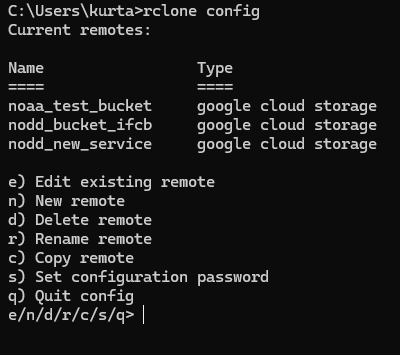 C:\Users\kurta>rclone config
Current remotes:

Name                 Type
====                 ====
noaa_test_bucket     google cloud storage
nodd_bucket_ifcb     google cloud storage
nodd_new_service     google cloud storage

e) Edit existing remote
n) New remote
d) Delete remote
r) Rename remote
c) Copy remote
s) Set configuration password
q) Quit config
e/n/d/r/c/s/q>